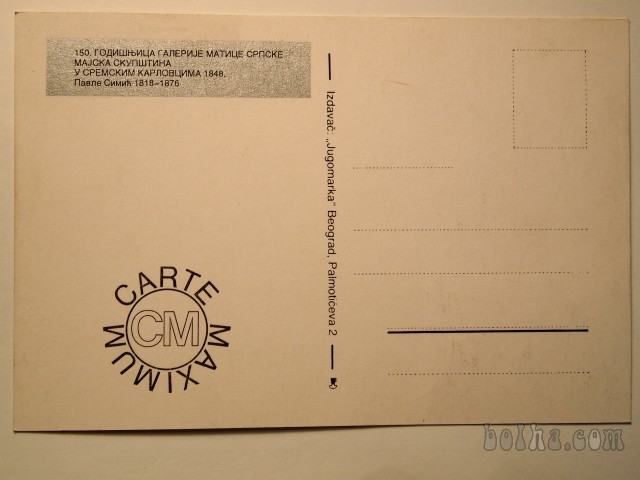 150. ГОДИШЊИЦА ГАЛЕРИЈЕ МАТИЦЕ СРПСКЕ
МАЈСКА СКУПШТИНА
У СРЕМСКИМ КАРЛОВЦИМА 1848.
Павле Симић 1818–1876
Izdavač: „Jugomarka" Beograd, Palmotićeva 2
CARTE MAXIMUM
CM
bolha.com